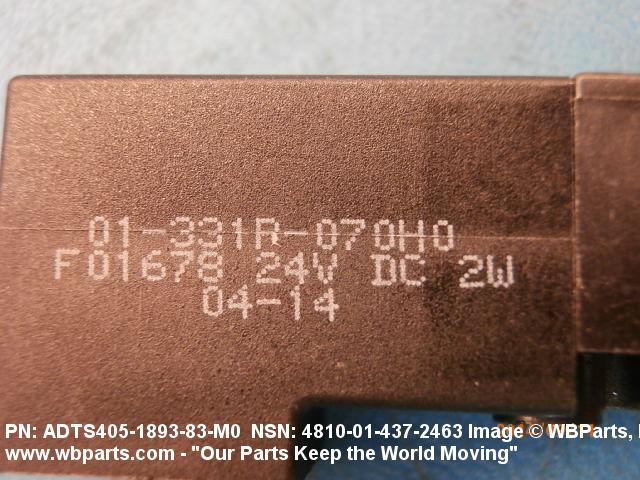 01-331R-070H0
F01678 24V DC 2W
04-14
PN: ADTS405-1893-83-M0 NSN: 4810-01-437-2463 Image © WBParts,
www.wbparts.com - "Our Parts Keep the World Moving"